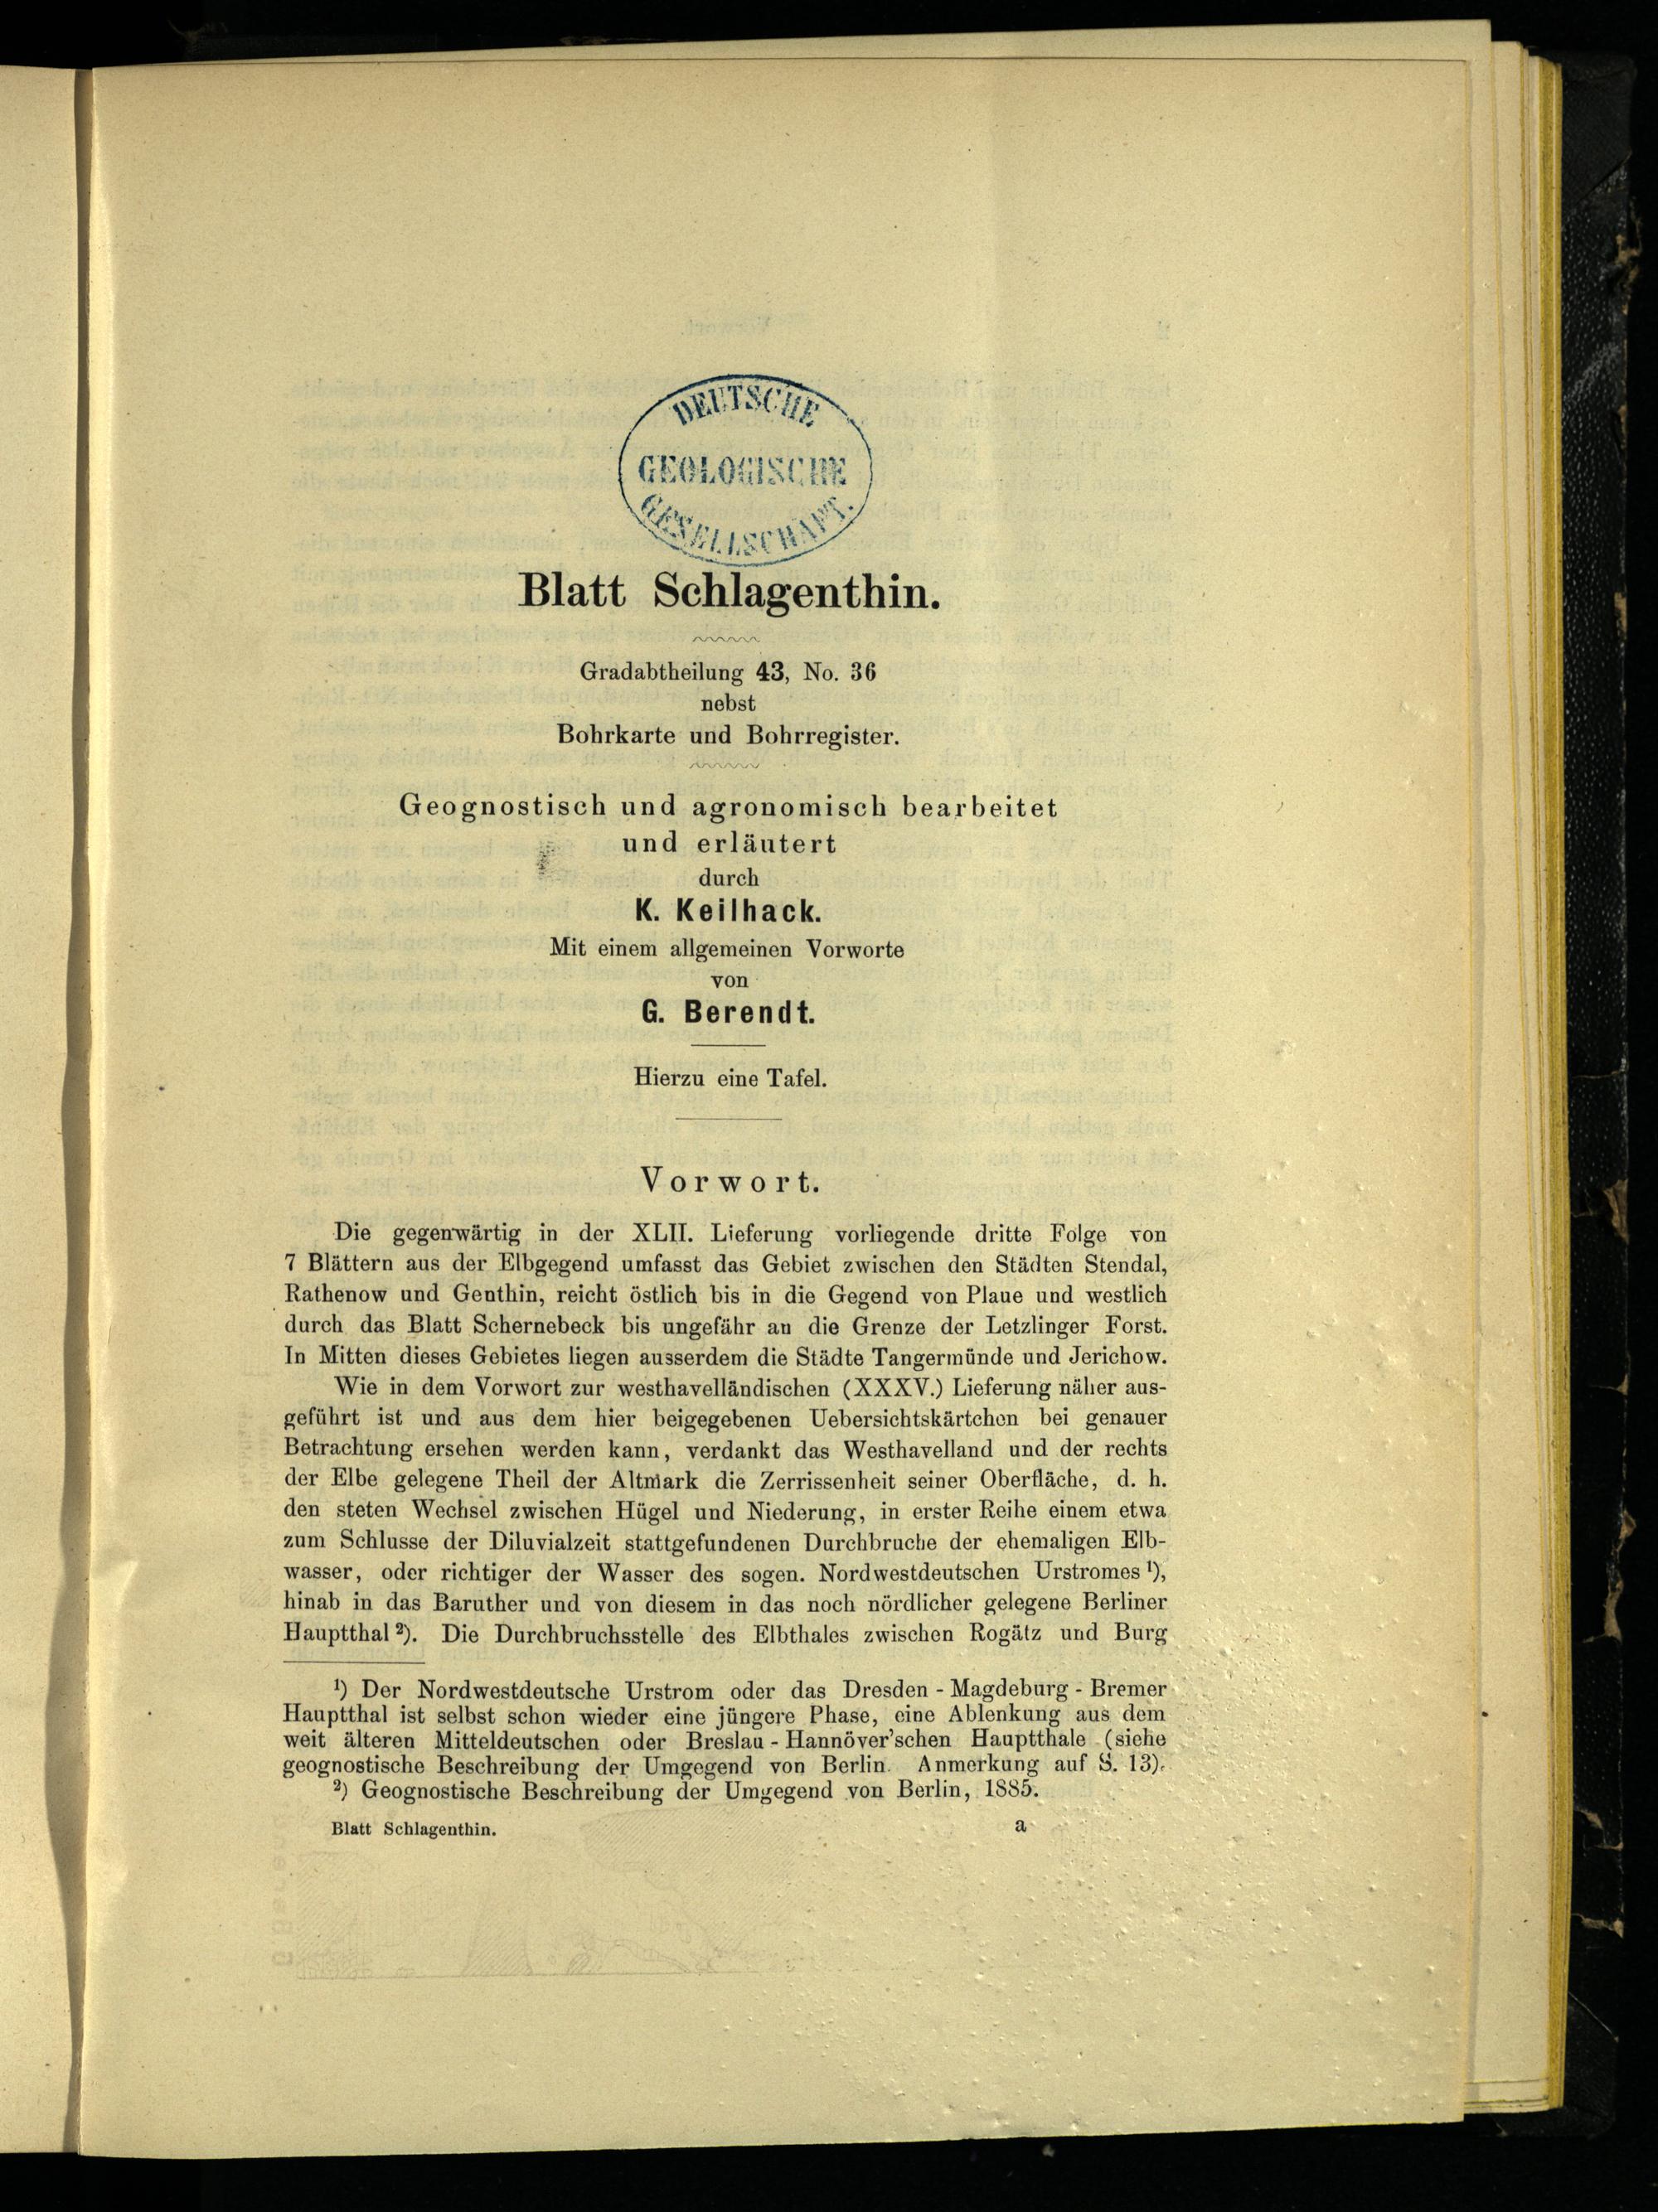 DEUTSCHE
GEOLOGISCHE
GESELLSCHAFT.
Blatt Schlagenthin.
Gradabtheilung 43, No. 36
nebst
Bohrkarte und Bohrregister.
Geognostisch und agronomisch bearbeitet
und erläutert
durch
K. Keilhack.
Mit einem allgemeinen Vorworte
von
G. Berendt.
Hierzu eine Tafel.
Vorwort.
Die gegenwärtig in der XLII. Lieferung vorliegende dritte Folge von
7 Blättern aus der Elbgegend umfasst das Gebiet zwischen den Städten Stendal,
Rathenow und Genthin, reicht östlich bis in die Gegend von Plaue und westlich
durch das Blatt Schernebeck bis ungefähr an die Grenze der Letzlinger Forst.
In Mitten dieses Gebietes liegen ausserdem die Städte Tangermünde und Jerichow.
Wie in dem Vorwort zur westhavelländischen (XXXV.) Lieferung näher aus-
geführt ist und aus dem hier beigegebenen Uebersichtskärtchen bei genauer
Betrachtung ersehen werden kann, verdankt das Westhavelland und der rechts
der Elbe gelegene Theil der Altmark die Zerrissenheit seiner Oberfläche, d. h.
den steten Wechsel zwischen Hügel und Niederung, in erster Reihe einem etwa
zum Schlusse der Diluvialzeit stattgefundenen Durchbruche der ehemaligen Elb-
wasser, oder richtiger der Wasser des sogen. Nordwestdeutschen Urstromes ¹),
hinab in das Baruther und von diesem in das noch nördlicher gelegene Berliner
Hauptthal ²). Die Durchbruchsstelle des Elbthales zwischen Rogätz und Burg
¹) Der Nordwestdeutsche Urstrom oder das Dresden - Magdeburg - Bremer
Hauptthal ist selbst schon wieder eine jüngere Phase, eine Ablenkung aus dem
weit älteren Mitteldeutschen oder Breslau - Hannöver'schen Hauptthale (siehe
geognostische Beschreibung der Umgegend von Berlin. Anmerkung auf S. 13).
²) Geognostische Beschreibung der Umgegend von Berlin, 1885.
Blatt Schlagenthin. a